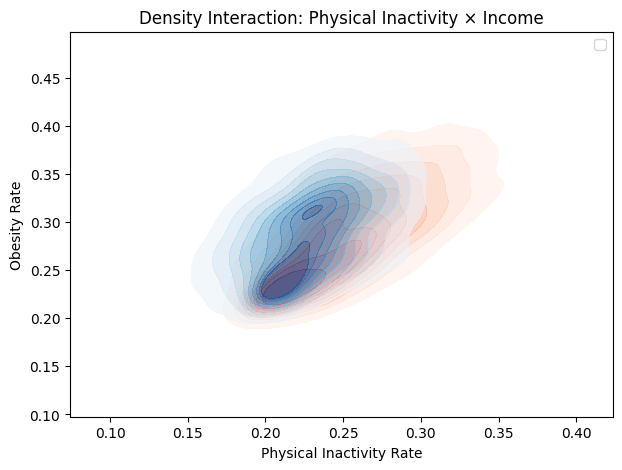 Density Interaction: Physical Inactivity × Income
Obesity Rate
0.45
0.40
0.35
0.30
0.25
0.20
0.15
0.10
0.10 0.15 0.20 0.25 0.30 0.35 0.40
Physical Inactivity Rate